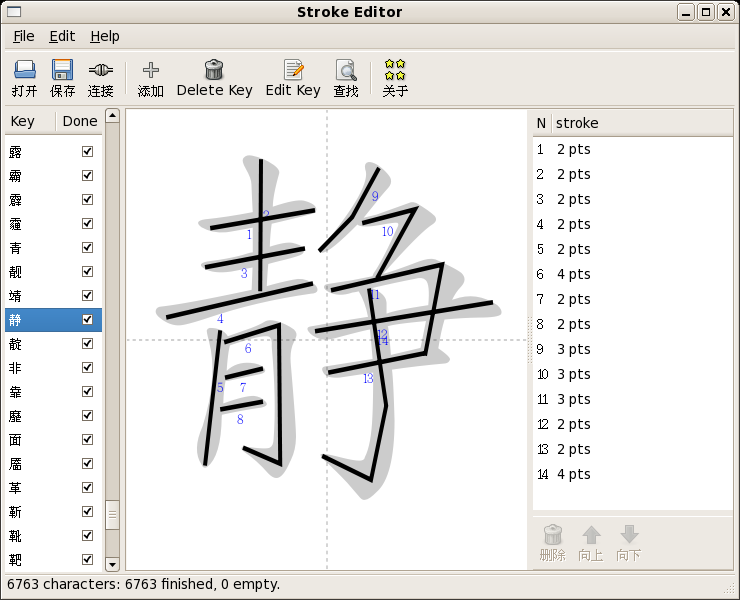 Stroke Editor
File Edit Help
打开 保存 连接 添加 Delete Key Edit Key 查找 关于
Key Done
露
霸
霹
霾
青
靓
靖
静
靛
非
靠
靡
面
靥
革
靳
靴
靶
1
2
3
4
5
6
7
8
9
10
11
12
13
14
N stroke
1 2 pts
2 2 pts
3 2 pts
4 2 pts
5 2 pts
6 4 pts
7 2 pts
8 2 pts
9 3 pts
10 3 pts
11 3 pts
12 2 pts
13 2 pts
14 4 pts
删除 向上 向下
6763 characters: 6763 finished, 0 empty.